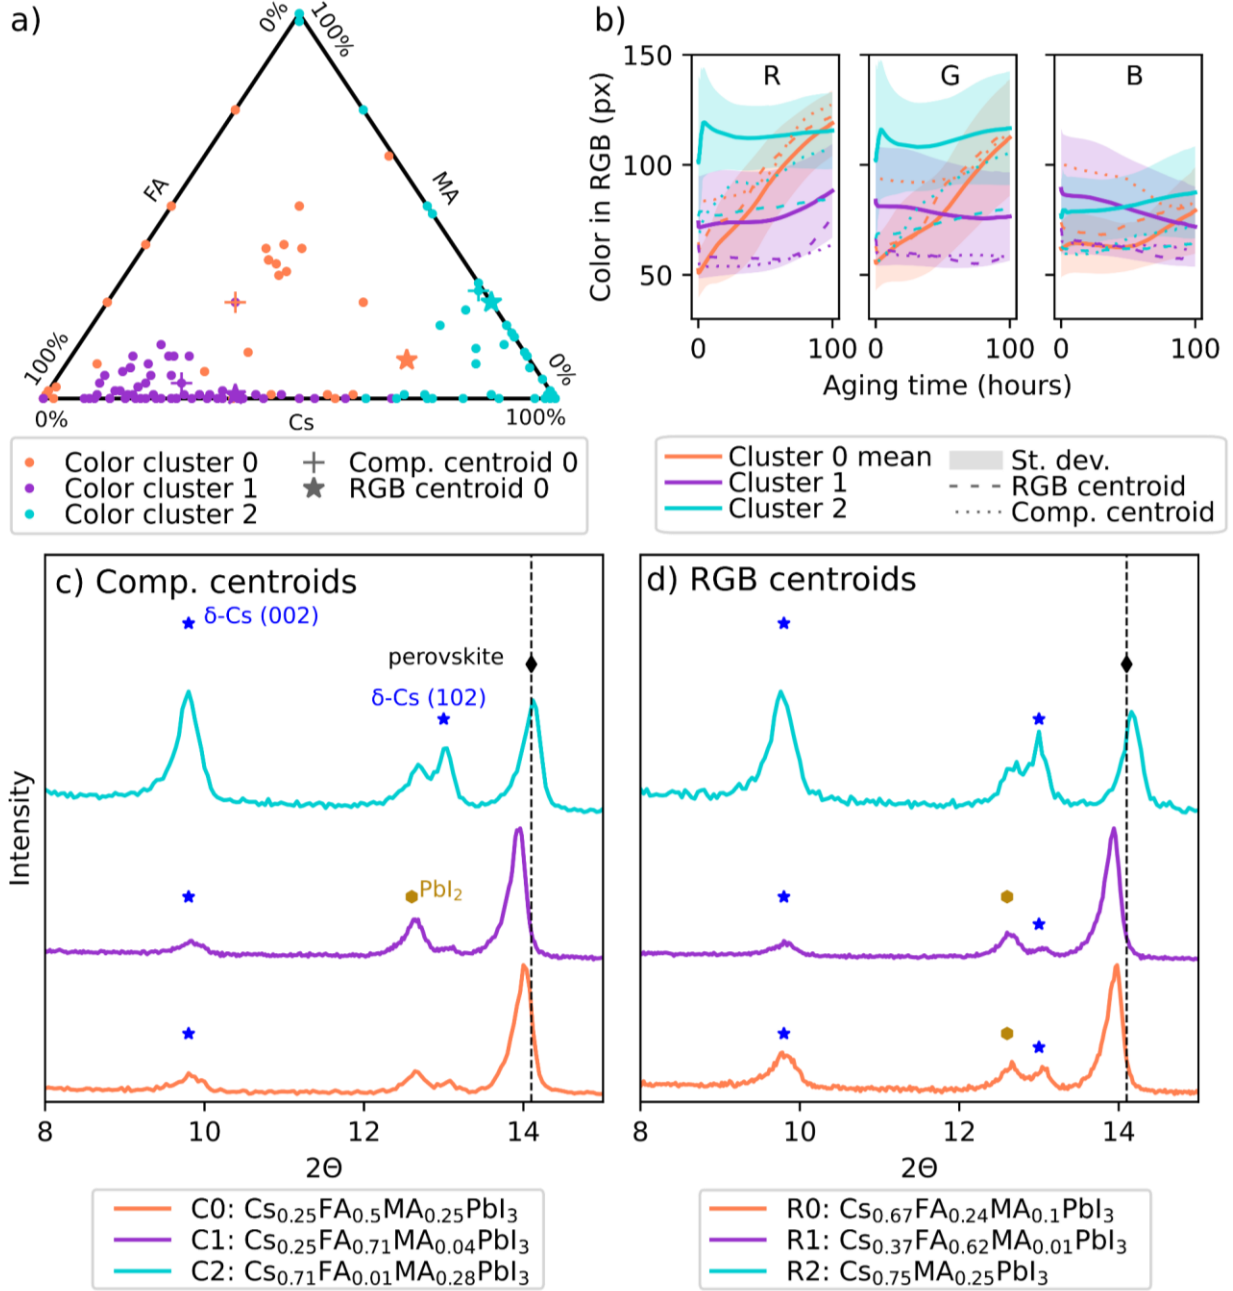 a)
0%
100%
FA
MA
100%
0%
0%
Cs
100%
Color cluster 0
Color cluster 1
Color cluster 2
Comp. centroid 0
RGB centroid 0
b)
150
100
50
Color in RGB (px)
R
G
B
0
100
0
100
0
100
Aging time (hours)
Cluster 0 mean
Cluster 1
Cluster 2
St. dev.
RGB centroid
Comp. centroid
c) Comp. centroids
δ-Cs (002)
perovskite
δ-Cs (102)
PbI₂
Intensity
8
10
12
14
2Θ
C0: Cs₀.₂₅FA₀.₅MA₀.₂₅PbI₃
C1: Cs₀.₂₅FA₀.₇₁MA₀.₀₄PbI₃
C2: Cs₀.₇₁FA₀.₀₁MA₀.₂₈PbI₃
d) RGB centroids
8
10
12
14
2Θ
R0: Cs₀.₆₇FA₀.₂₄MA₀.₁PbI₃
R1: Cs₀.₃₇FA₀.₆₂MA₀.₀₁PbI₃
R2: Cs₀.₇₅MA₀.₂₅PbI₃